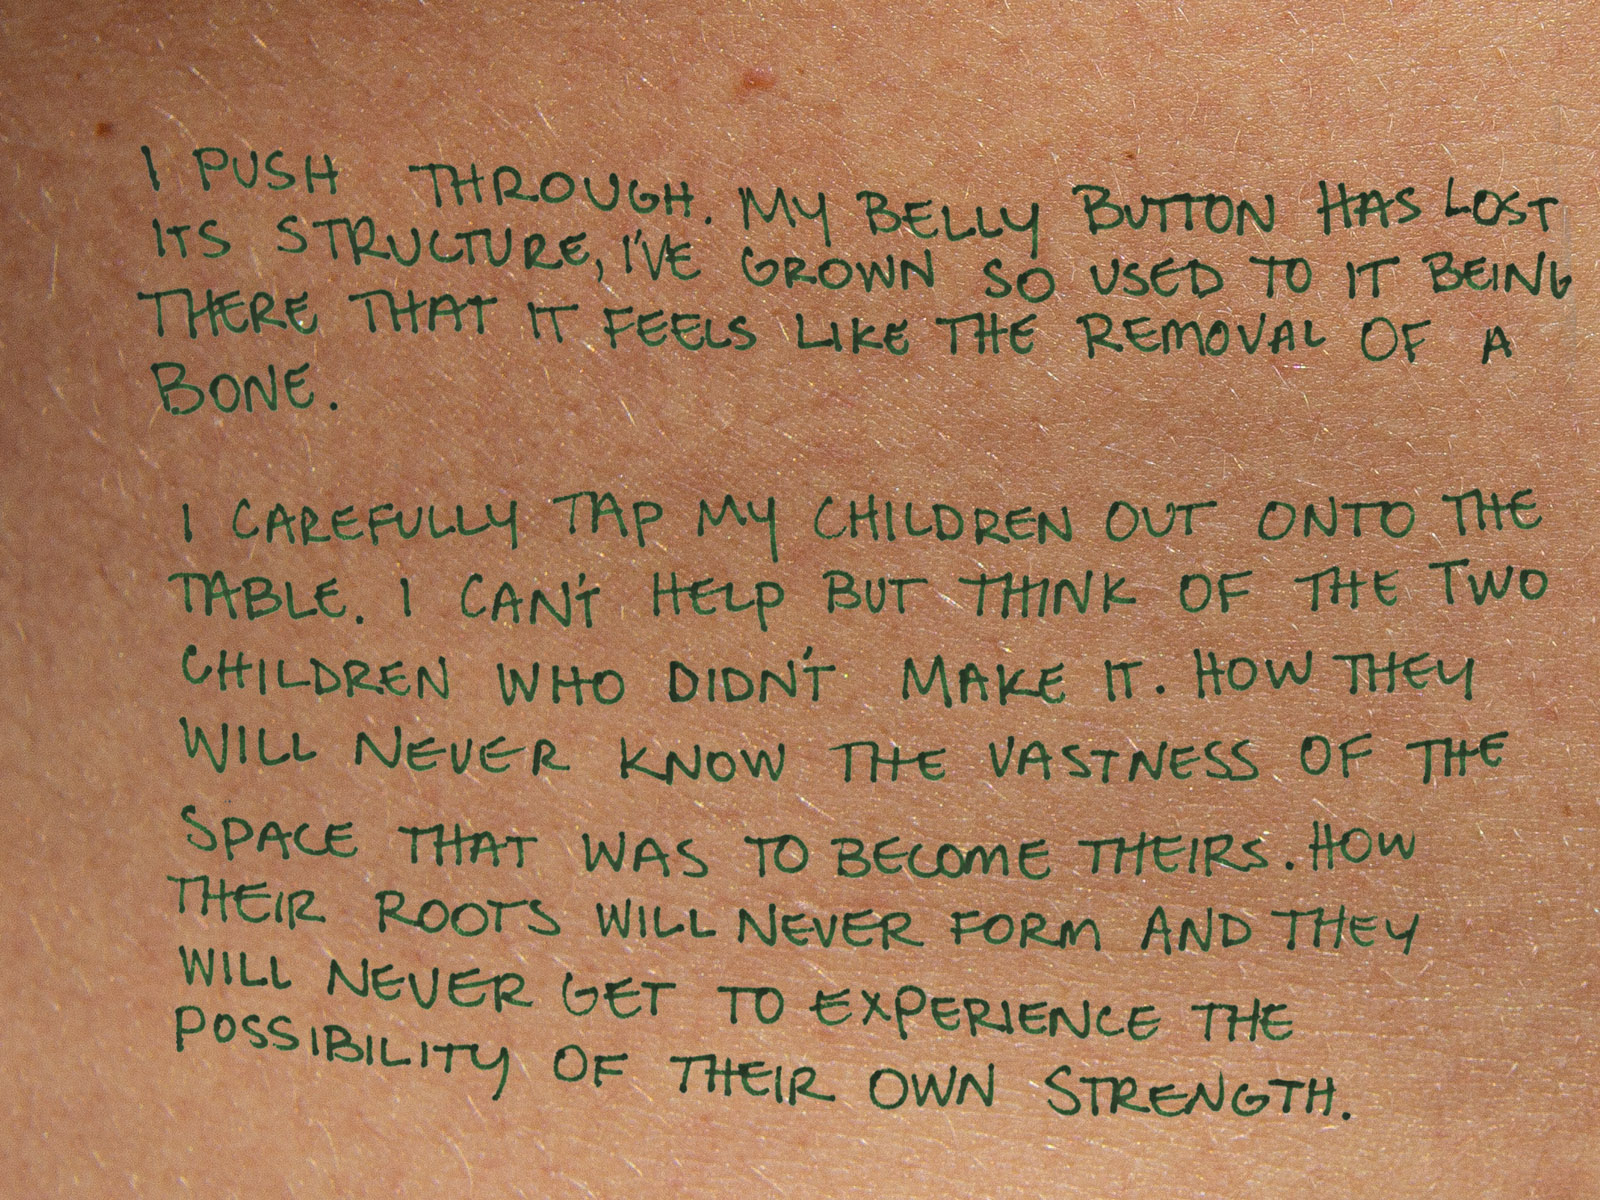 I PUSH THROUGH. MY BELLY BUTTON HAS LOST
ITS STRUCTURE, I'VE GROWN SO USED TO IT BEING
THERE THAT IT FEELS LIKE THE REMOVAL OF A
BONE.
I CAREFULLY TAP MY CHILDREN OUT ONTO THE
TABLE. I CAN'T HELP BUT THINK OF THE TWO
CHILDREN WHO DIDN'T MAKE IT. HOW THEY
WILL NEVER KNOW THE VASTNESS OF THE
SPACE THAT WAS TO BECOME THEIRS. HOW
THEIR ROOTS WILL NEVER FORM AND THEY
WILL NEVER GET TO EXPERIENCE THE
POSSIBILITY OF THEIR OWN STRENGTH.